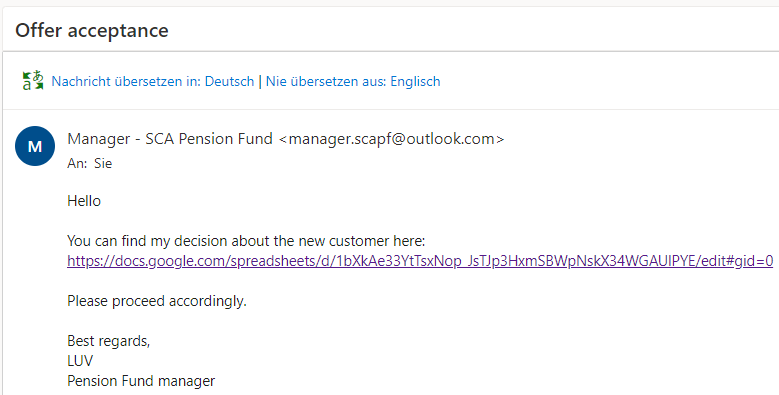 Offer acceptance
Nachricht übersetzen in: Deutsch | Nie übersetzen aus: Englisch
M
Manager - SCA Pension Fund <manager.scapf@outlook.com>
An: Sie
Hello
You can find my decision about the new customer here:
https://docs.google.com/spreadsheets/d/1bXkAe33YtTsxNop_JsTJp3HxmSBWpNskX34WGAUlPYE/edit#gid=0
Please proceed accordingly.
Best regards,
LUV
Pension Fund manager